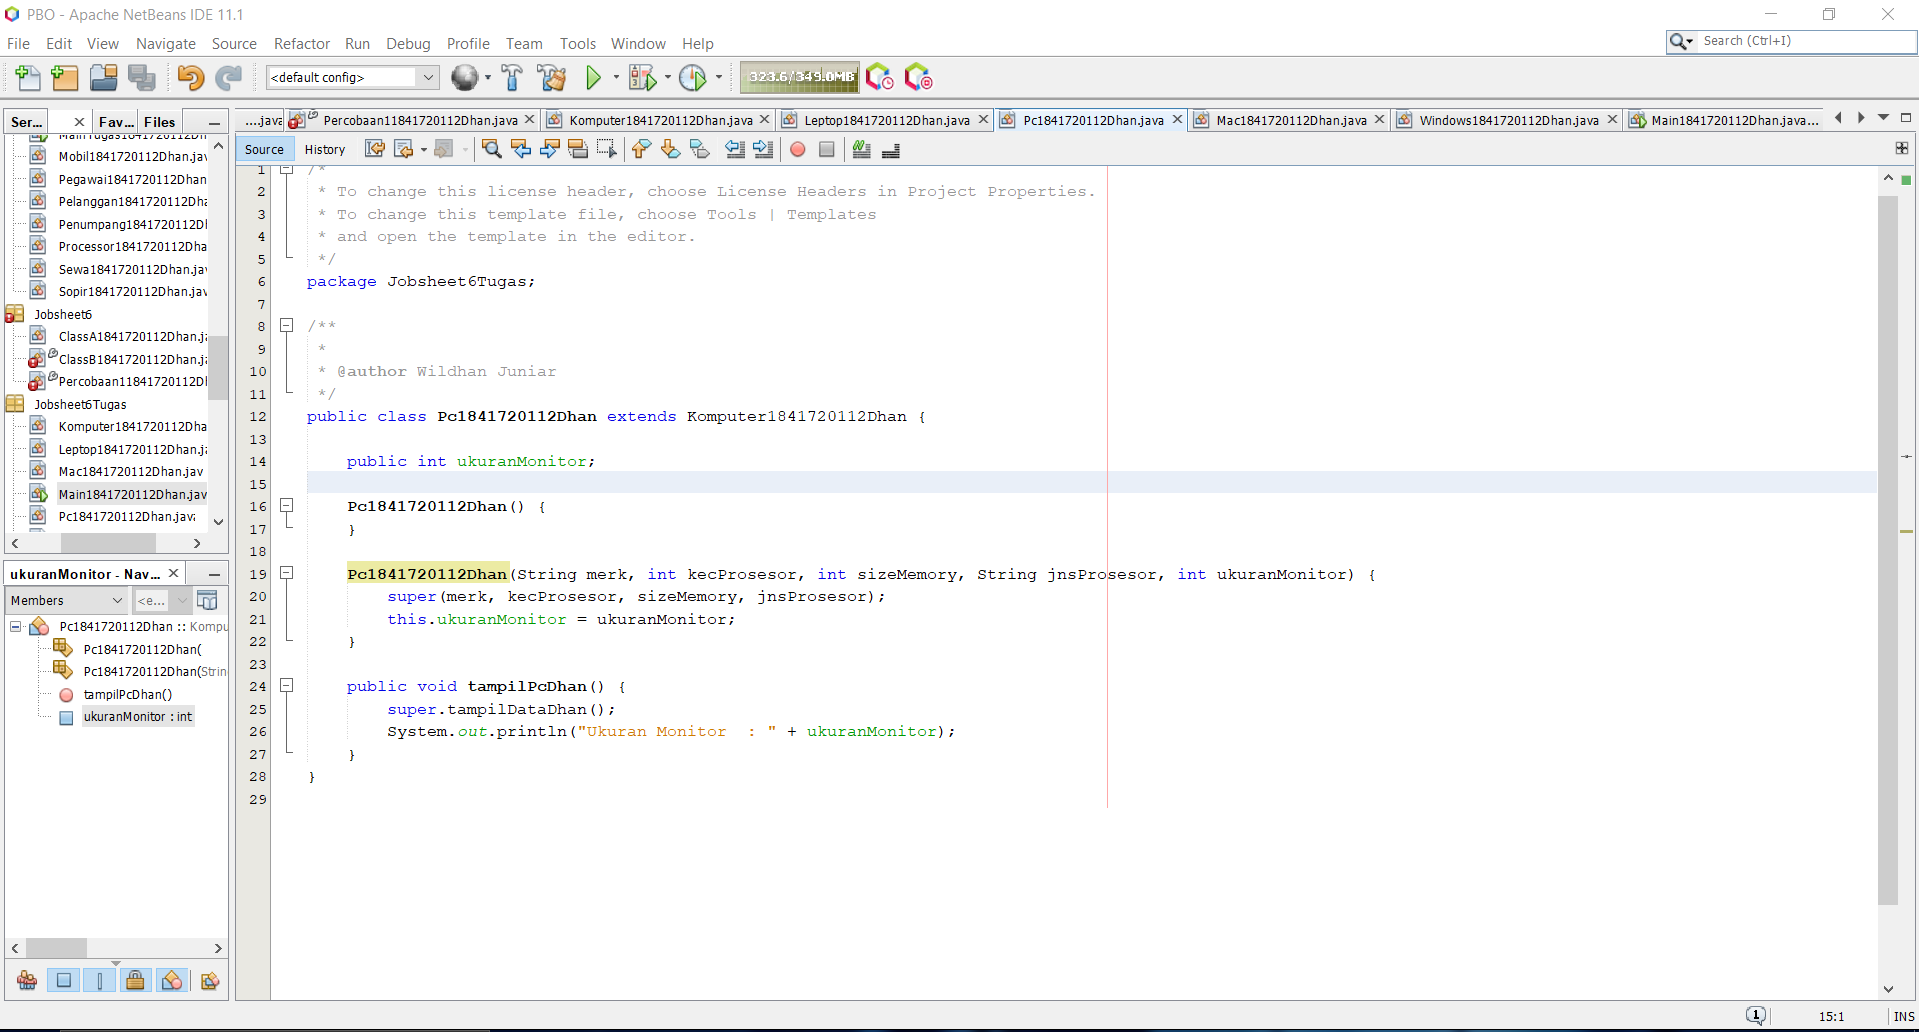 PBO - Apache NetBeans IDE 11.1
File Edit View Navigate Source Refactor Run Debug Profile Team Tools Window Help
Search (Ctrl+I)
<default config>
323.6/349.0MB
Ser...
Fav...
Files
...java
Percobaan11841720112Dhan.java
Komputer1841720112Dhan.java
Leptop1841720112Dhan.java
Pc1841720112Dhan.java
Mac1841720112Dhan.java
Windows1841720112Dhan.java
Main1841720112Dhan.java...
Source History
Mobil1841720112Dhan.jav
Pegawai1841720112Dhan
Pelanggan1841720112Dha
Penumpang1841720112Dl
Processor1841720112Dha
Sewa1841720112Dhan.jav
Sopir1841720112Dhan.jav
Jobsheet6
ClassA1841720112Dhan.ja
ClassB1841720112Dhan.ja
Percobaan11841720112Dl
Jobsheet6Tugas
Komputer1841720112Dha
Leptop1841720112Dhan.ja
Mac1841720112Dhan.jav
Main1841720112Dhan.jav
Pc1841720112Dhan.java
ukuranMonitor - Nav...
Members
<e...
Pc1841720112Dhan :: Kompu
Pc1841720112Dhan(
Pc1841720112Dhan(Strin
tampilPcDhan()
ukuranMonitor : int
1 /*
2 * To change this license header, choose License Headers in Project Properties.
3 * To change this template file, choose Tools | Templates
4 * and open the template in the editor.
5 */
6 package Jobsheet6Tugas;
7
8 /**
9 *
10 * @author Wildhan Juniar
11 */
12 public class Pc1841720112Dhan extends Komputer1841720112Dhan {
13
14 public int ukuranMonitor;
15
16 Pc1841720112Dhan() {
17 }
18
19 Pc1841720112Dhan(String merk, int kecProsesor, int sizeMemory, String jnsProsesor, int ukuranMonitor) {
20 super(merk, kecProsesor, sizeMemory, jnsProsesor);
21 this.ukuranMonitor = ukuranMonitor;
22 }
23
24 public void tampilPcDhan() {
25 super.tampilDataDhan();
26 System.out.println("Ukuran Monitor  : " + ukuranMonitor);
27 }
28 }
29
1
15:1
INS